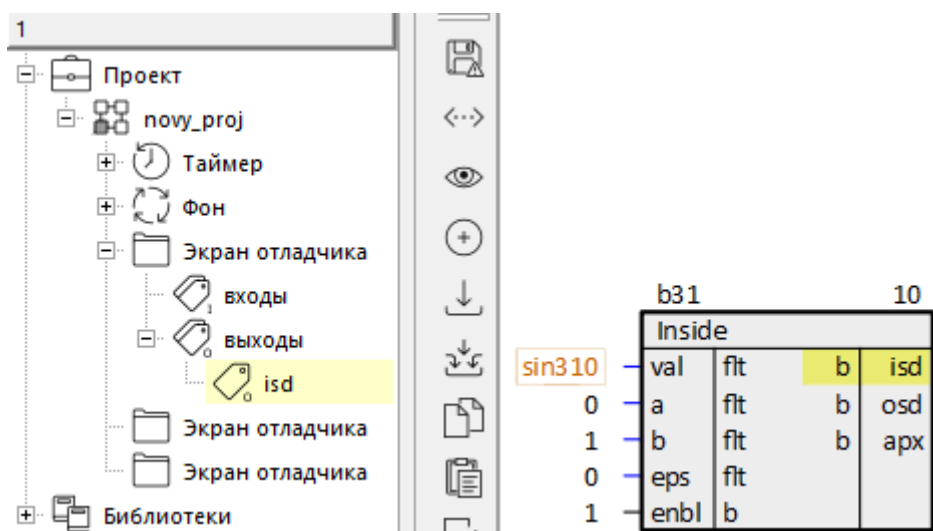 1
Проект
novy_proj
Таймер
Фон
Экран отладчика
входы
выходы
isd
Экран отладчика
Экран отладчика
Библиотеки
b31 10
Inside
sin310 val flt b isd
0 a flt b osd
1 b flt b apx
0 eps flt
1 enbl b